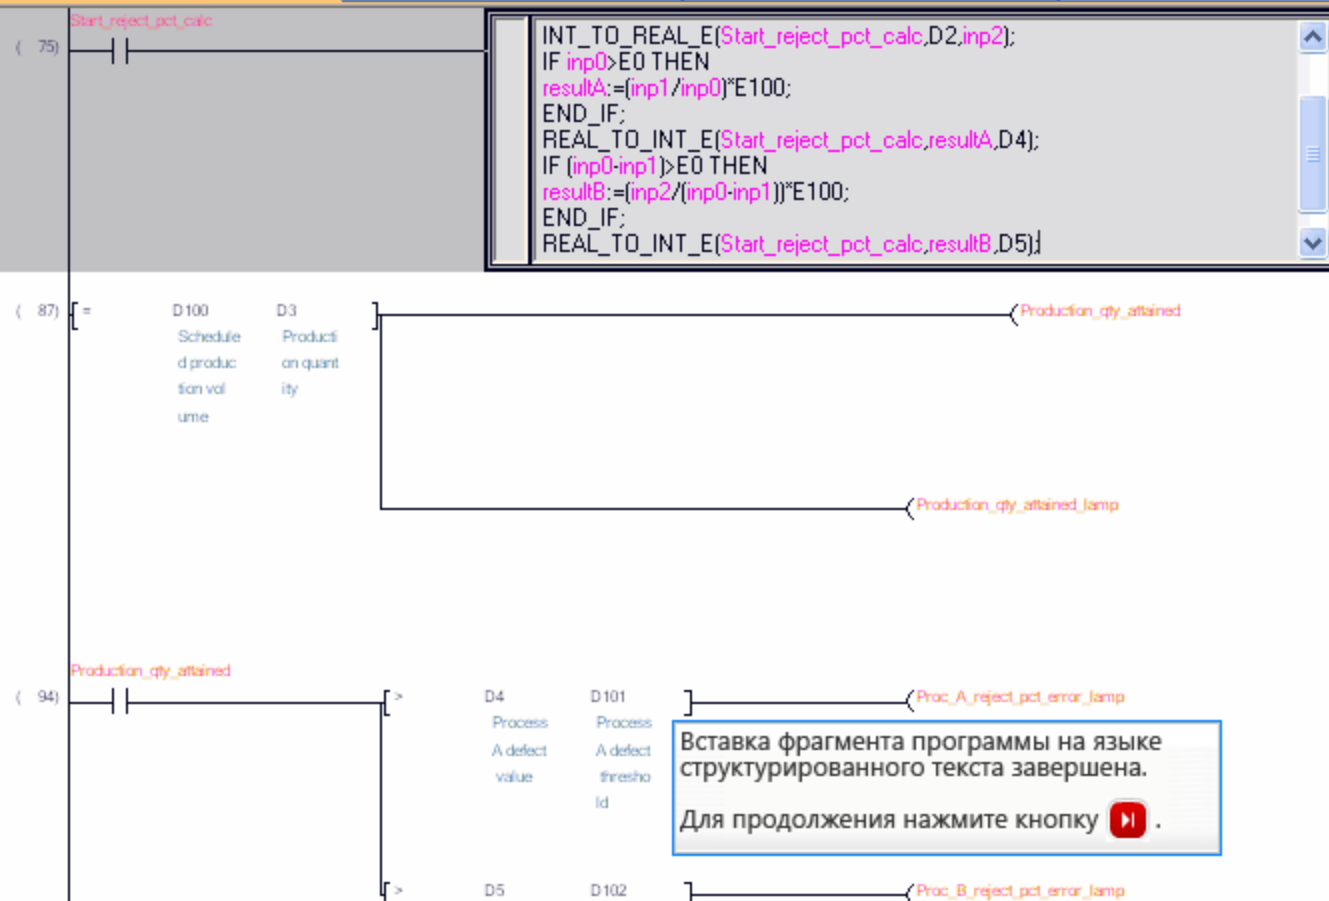 Start_reject_pct_calc
( 75)
INT_TO_REAL_E(Start_reject_pct_calc,D2,inp2);
IF inp0>E0 THEN
resultA:=(inp1/inp0)*E100;
END_IF;
REAL_TO_INT_E(Start_reject_pct_calc,resultA,D4);
IF (inp0-inp1)>E0 THEN
resultB:=(inp2/(inp0-inp1))*E100;
END_IF;
REAL_TO_INT_E(Start_reject_pct_calc,resultB,D5);
( 87) [ = D100 D3 ] Production_qty_attained
Schedule Producti
d produc on quant
tion vol ity
ume
Production_qty_attained_lamp
Production_qty_attained
( 94) [ > D4 D101 ] Proc_A_reject_pct_error_lamp
Process Process
A defect A defect
value thresho
ld
Вставка фрагмента программы на языке
структурированного текста завершена.
Для продолжения нажмите кнопку .
[ > D5 D102 ] Proc_B_reject_pct_error_lamp